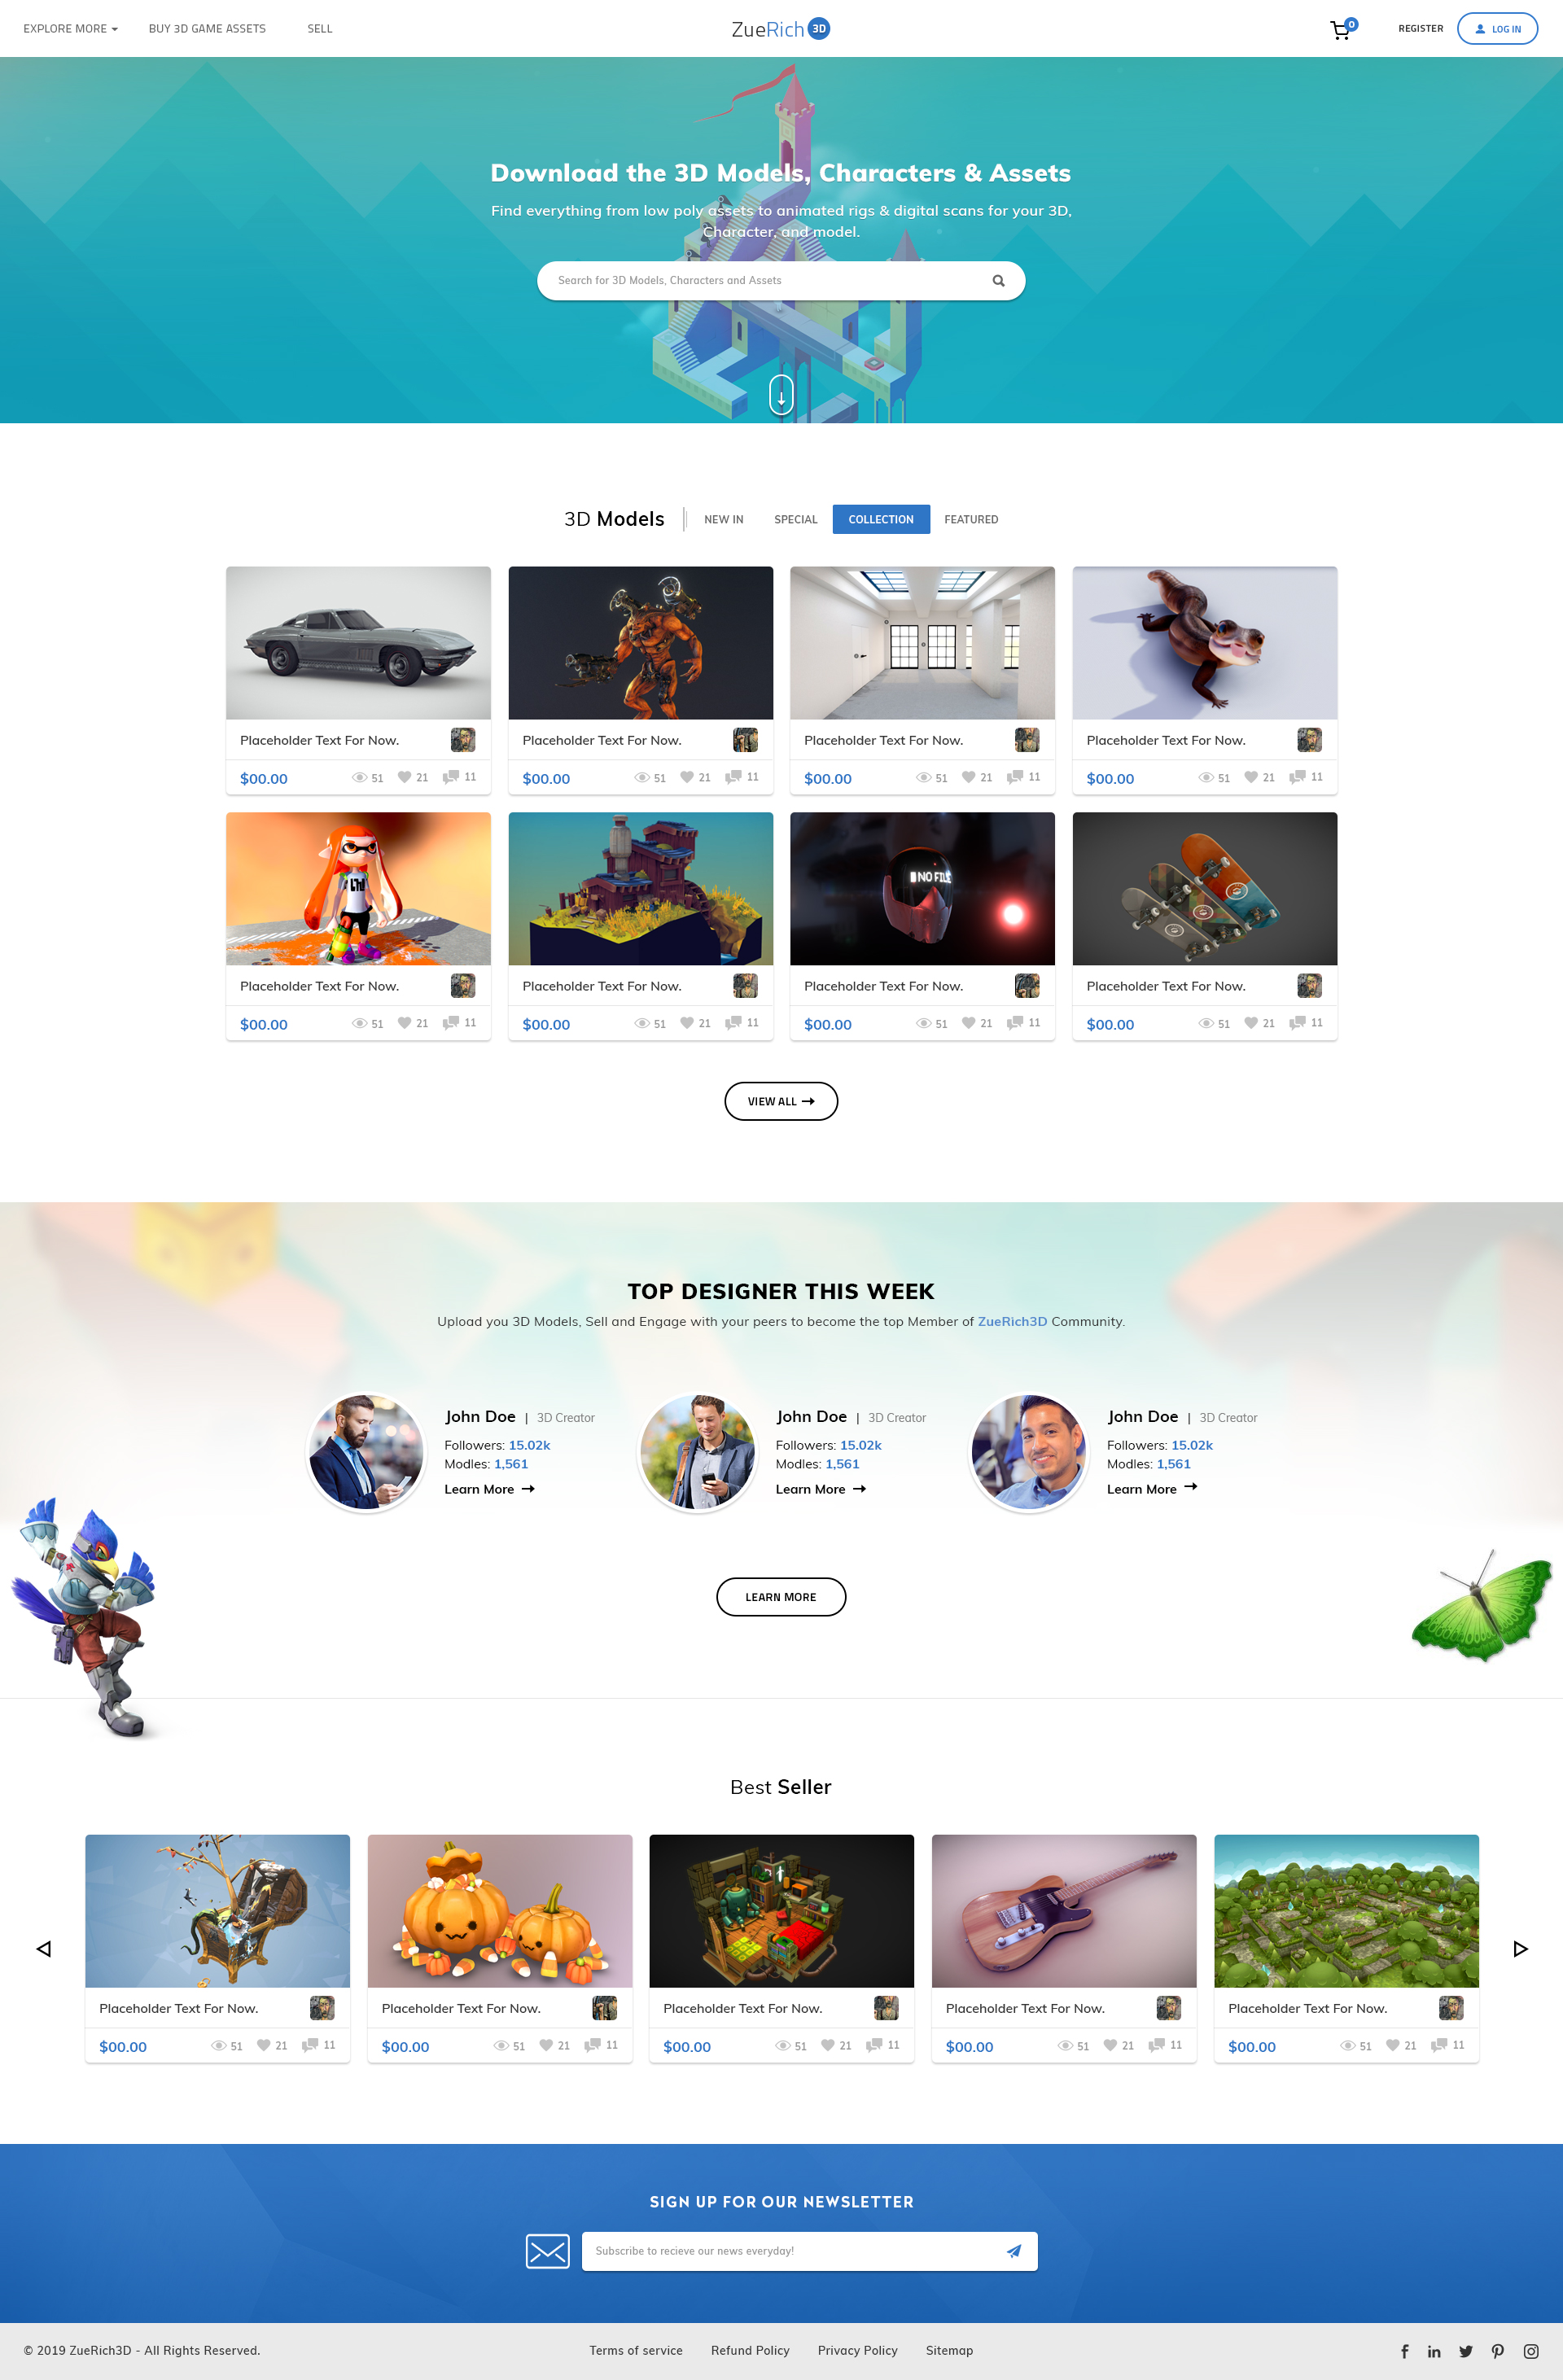 EXPLORE MORE
BUY 3D GAME ASSETS
SELL
ZueRich 3D
0
REGISTER
LOG IN
Download the 3D Models, Characters & Assets
Find everything from low poly assets to animated rigs & digital scans for your 3D,
Character, and model.
Search for 3D Models, Characters and Assets
3D Models
NEW IN
SPECIAL
COLLECTION
FEATURED
Placeholder Text For Now.
$00.00 51 21 11
Placeholder Text For Now.
$00.00 51 21 11
Placeholder Text For Now.
$00.00 51 21 11
Placeholder Text For Now.
$00.00 51 21 11
NO FILE
Placeholder Text For Now.
$00.00 51 21 11
Placeholder Text For Now.
$00.00 51 21 11
Placeholder Text For Now.
$00.00 51 21 11
Placeholder Text For Now.
$00.00 51 21 11
VIEW ALL
TOP DESIGNER THIS WEEK
Upload you 3D Models, Sell and Engage with your peers to become the top Member of ZueRich3D Community.
John Doe | 3D Creator
Followers: 15.02k
Modles: 1,561
Learn More
John Doe | 3D Creator
Followers: 15.02k
Modles: 1,561
Learn More
John Doe | 3D Creator
Followers: 15.02k
Modles: 1,561
Learn More
LEARN MORE
Best Seller
Placeholder Text For Now.
$00.00 51 21 11
Placeholder Text For Now.
$00.00 51 21 11
Placeholder Text For Now.
$00.00 51 21 11
Placeholder Text For Now.
$00.00 51 21 11
Placeholder Text For Now.
$00.00 51 21 11
SIGN UP FOR OUR NEWSLETTER
Subscribe to recieve our news everyday!
© 2019 ZueRich3D - All Rights Reserved.
Terms of service
Refund Policy
Privacy Policy
Sitemap